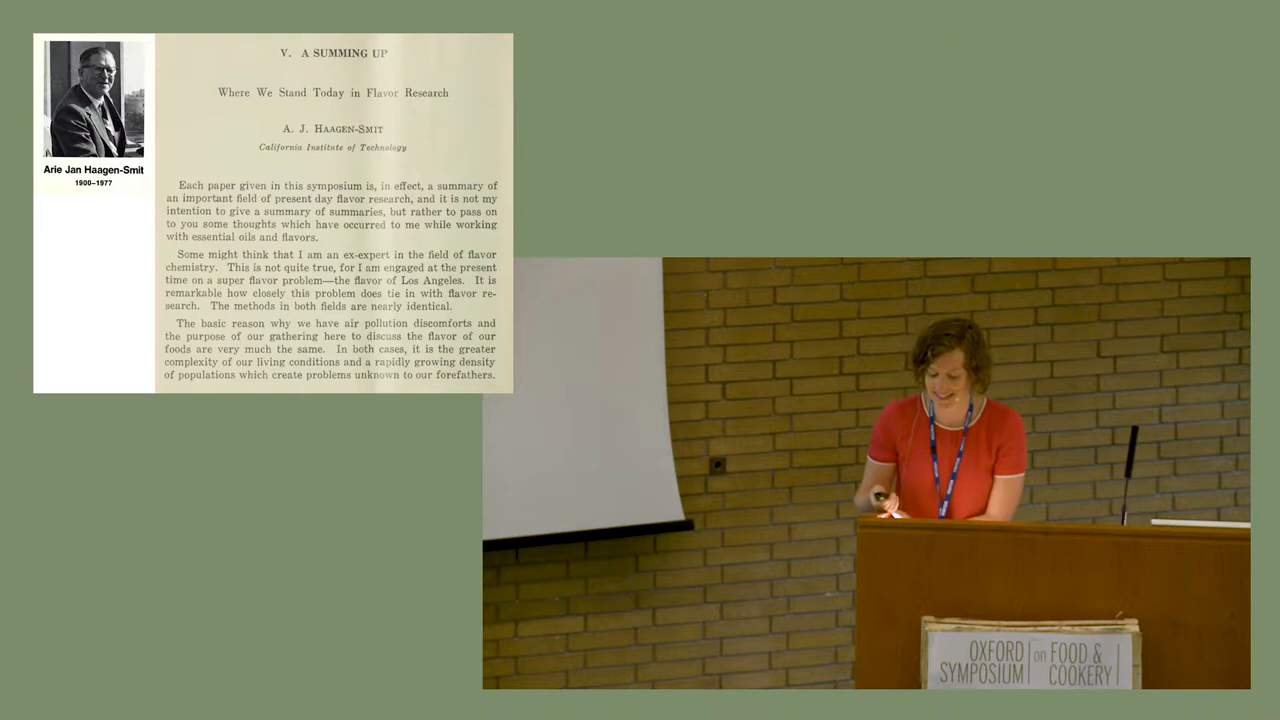 Arie Jan Haagen-Smit
1900–1977
V. A SUMMING UP
Where We Stand Today in Flavor Research
A. J. HAAGEN-SMIT
California Institute of Technology
Each paper given in this symposium is, in effect, a summary of
an important field of present day flavor research, and it is not my
intention to give a summary of summaries, but rather to pass on
to you some thoughts which have occurred to me while working
with essential oils and flavors.
Some might think that I am an ex-expert in the field of flavor
chemistry. This is not quite true, for I am engaged at the present
time on a super flavor problem—the flavor of Los Angeles. It is
remarkable how closely this problem does tie in with flavor re-
search. The methods in both fields are nearly identical.
The basic reason why we have air pollution discomforts and
the purpose of our gathering here to discuss the flavor of our
foods are very much the same. In both cases, it is the greater
complexity of our living conditions and a rapidly growing density
of populations which create problems unknown to our forefathers.
OXFORD
SYMPOSIUM
on
FOOD &
COOKERY